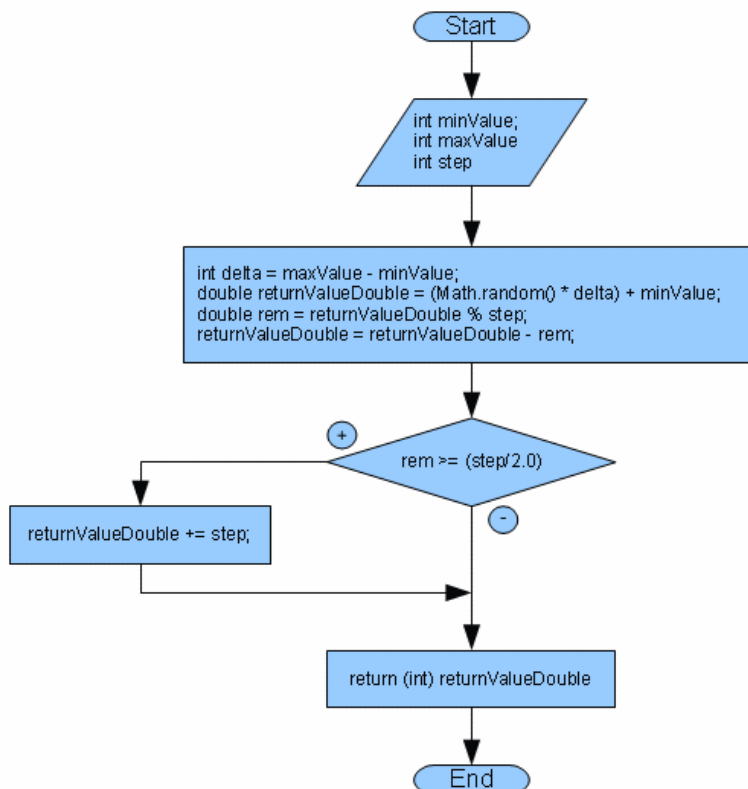 Start
int minValue;
int maxValue
int step
int delta = maxValue - minValue;
double returnValueDouble = (Math.random() * delta) + minValue;
double rem = returnValueDouble % step;
returnValueDouble = returnValueDouble - rem;
+
rem >= (step/2.0)
-
returnValueDouble += step;
return (int) returnValueDouble
End